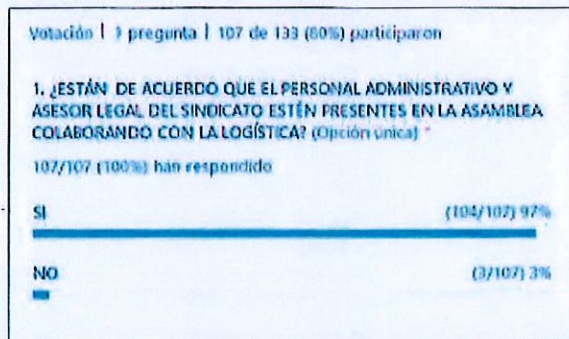 Votación | 1 pregunta | 107 de 133 (80%) participaron
1. ¿ESTÁN DE ACUERDO QUE EL PERSONAL ADMINISTRATIVO Y
ASESOR LEGAL DEL SINDICATO ESTÉN PRESENTES EN LA ASAMBLEA
COLABORANDO CON LA LOGÍSTICA? (Opción única) *
107/107 (100%) han respondido
SI (104/107) 97%
NO (3/107) 3%